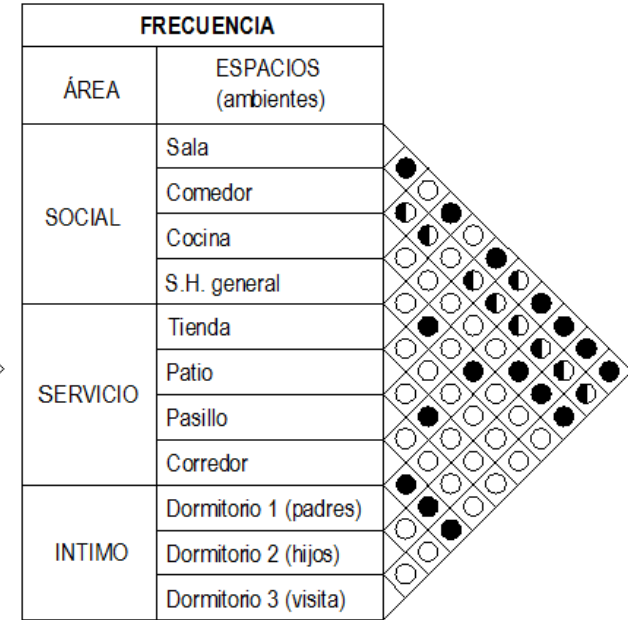 FRECUENCIA
ÁREA
ESPACIOS
(ambientes)
SOCIAL
Sala
Comedor
Cocina
S.H. general
SERVICIO
Tienda
Patio
Pasillo
Corredor
INTIMO
Dormitorio 1 (padres)
Dormitorio 2 (hijos)
Dormitorio 3 (visita)